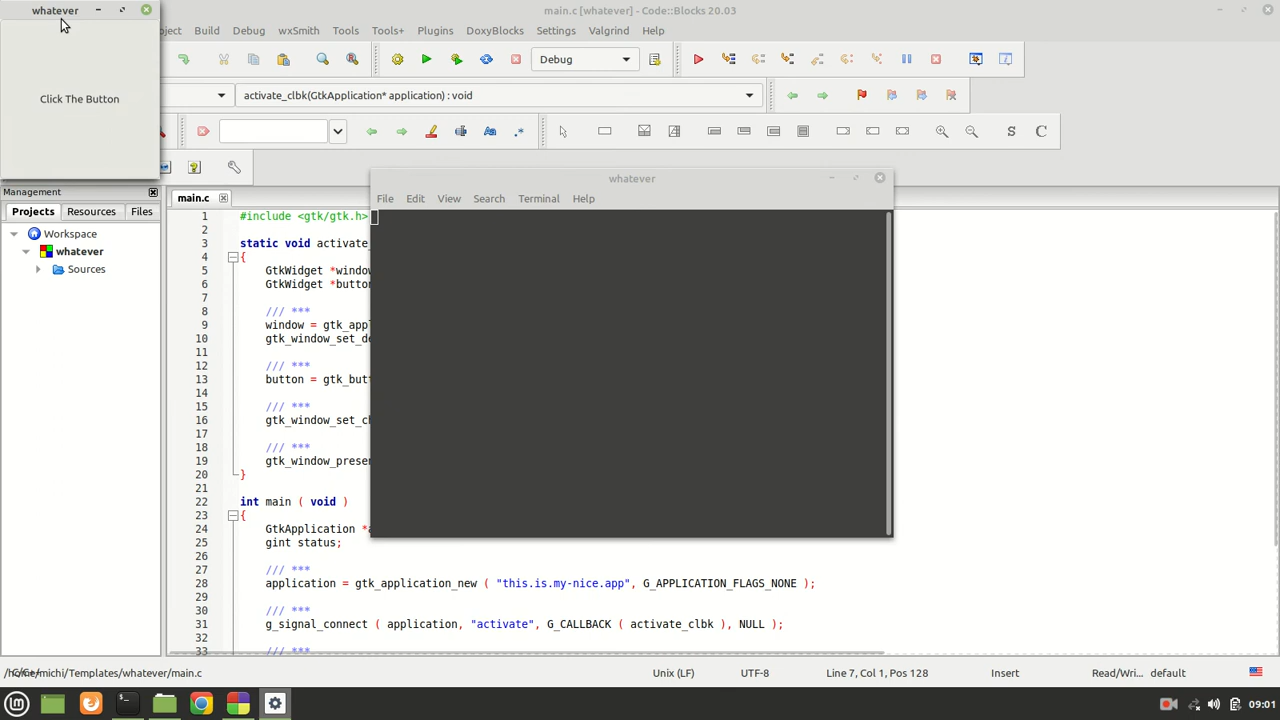 whatever
main.c [whatever] - Code::Blocks 20.03
oject Build Debug wxSmith Tools Tools+ Plugins DoxyBlocks Settings Valgrind Help
Debug
Click The Button
activate_clbk(GtkApplication* application) : void
S C
Management
Projects Resources Files
Workspace
whatever
Sources
main.c
whatever
File Edit View Search Terminal Help
1 #include <gtk/gtk.h>
2
3 static void activate_
4 {
5 GtkWidget *window
6 GtkWidget *button
7
8 /// ***
9 window = gtk_appl
10 gtk_window_set_de
11
12 /// ***
13 button = gtk_butt
14
15 /// ***
16 gtk_window_set_ch
17
18 /// ***
19 gtk_window_presen
20 }
21
22 int main ( void )
23 {
24 GtkApplication *a
25 gint status;
26
27 /// ***
28 application = gtk_application_new ( "this.is.my-nice.app", G_APPLICATION_FLAGS_NONE );
29
30 /// ***
31 g_signal_connect ( application, "activate", G_CALLBACK ( activate_clbk ), NULL );
32
33 /// ***
/home/michi/Templates/whatever/main.c Unix (LF) UTF-8 Line 7, Col 1, Pos 128 Insert Read/Wri... default
09:01